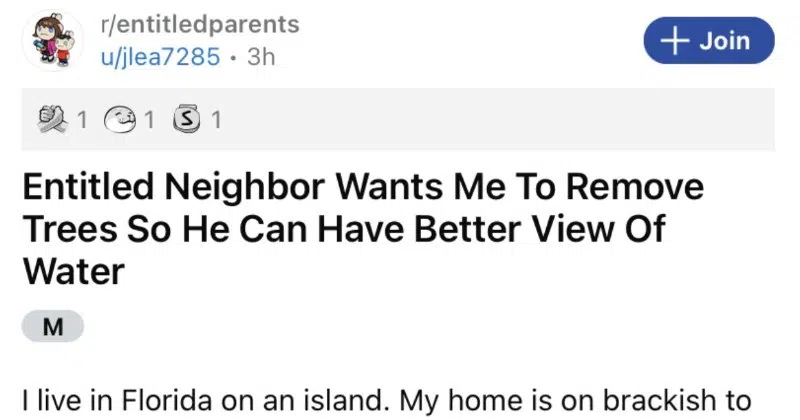 r/entitledparents
u/jlea7285 • 3h
Join
1 1 S 1
Entitled Neighbor Wants Me To Remove
Trees So He Can Have Better View Of
Water
M
I live in Florida on an island. My home is on brackish to